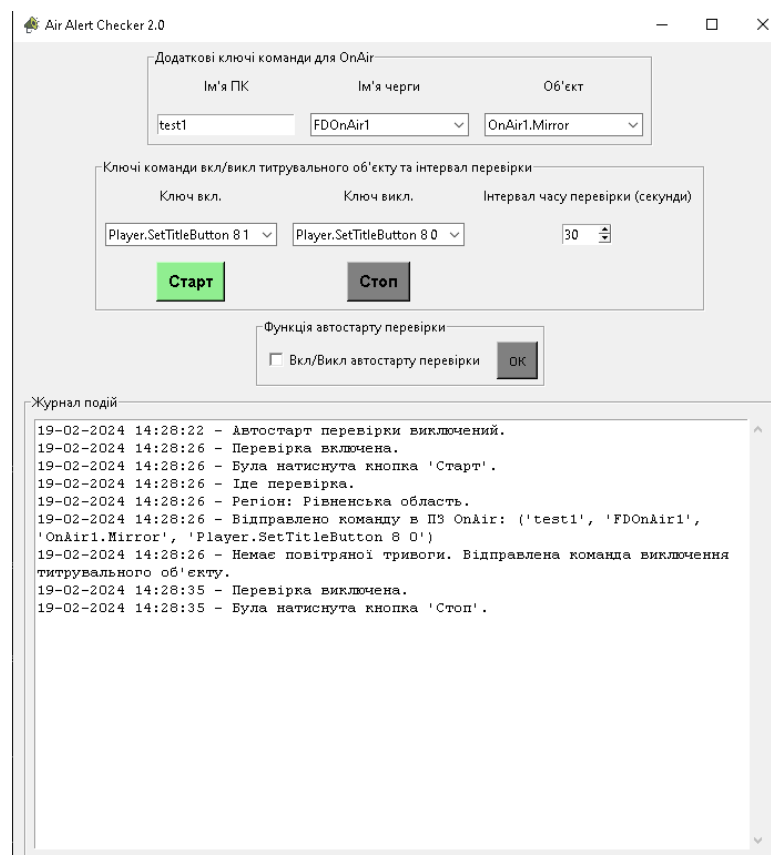 Air Alert Checker 2.0
Додаткові ключі команди для OnAir
Ім'я ПК Ім'я черги Об'єкт
test1 FDOnAir1 OnAir1.Mirror
Ключі команди вкл/викл титрувального об'єкту та інтервал перевірки
Ключ вкл. Ключ викл. Інтервал часу перевірки (секунди)
Player.SetTitleButton 8 1 Player.SetTitleButton 8 0 30
Старт Стоп
Функція автостарту перевірки
Вкл/Викл автостарту перевірки ОК
Журнал подій
19-02-2024 14:28:22 - Автостарт перевірки виключений.
19-02-2024 14:28:26 - Перевірка включена.
19-02-2024 14:28:26 - Була натиснута кнопка 'Старт'.
19-02-2024 14:28:26 - Іде перевірка.
19-02-2024 14:28:26 - Регіон: Рівненська область.
19-02-2024 14:28:26 - Відправлено команду в ПЗ OnAir: ('test1', 'FDOnAir1',
'OnAir1.Mirror', 'Player.SetTitleButton 8 0')
19-02-2024 14:28:26 - Немає повітряної тривоги. Відправлена команда виключення
титрувального об'єкту.
19-02-2024 14:28:35 - Перевірка виключена.
19-02-2024 14:28:35 - Була натиснута кнопка 'Стоп'.